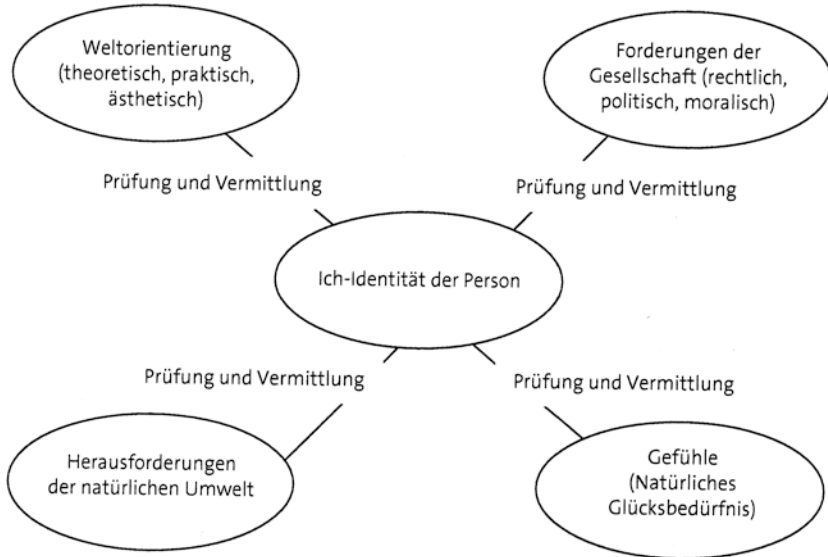 Weltorientierung
(theoretisch, praktisch,
ästhetisch)
Forderungen der
Gesellschaft (rechtlich,
politisch, moralisch)
Prüfung und Vermittlung
Prüfung und Vermittlung
Ich-Identität der Person
Prüfung und Vermittlung
Prüfung und Vermittlung
Herausforderungen
der natürlichen Umwelt
Gefühle
(Natürliches
Glücksbedürfnis)